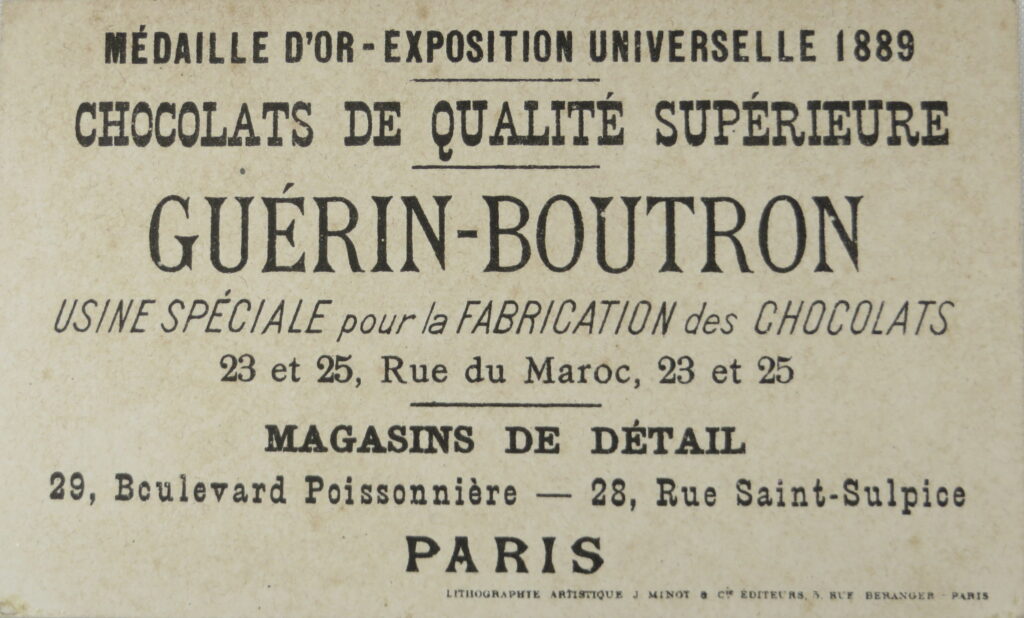 MÉDAILLE D'OR - EXPOSITION UNIVERSELLE 1889
CHOCOLATS DE QUALITÉ SUPÉRIEURE
GUÉRIN-BOUTRON
USINE SPÉCIALE pour la FABRICATION des CHOCOLATS
23 et 25, Rue du Maroc, 23 et 25
MAGASINS DE DÉTAIL
29, Boulevard Poissonnière — 28, Rue Saint-Sulpice
PARIS
LITHOGRAPHIE ARTISTIQUE J MINOT & Cie ÉDITEURS, 5, RUE BERANGER - PARIS